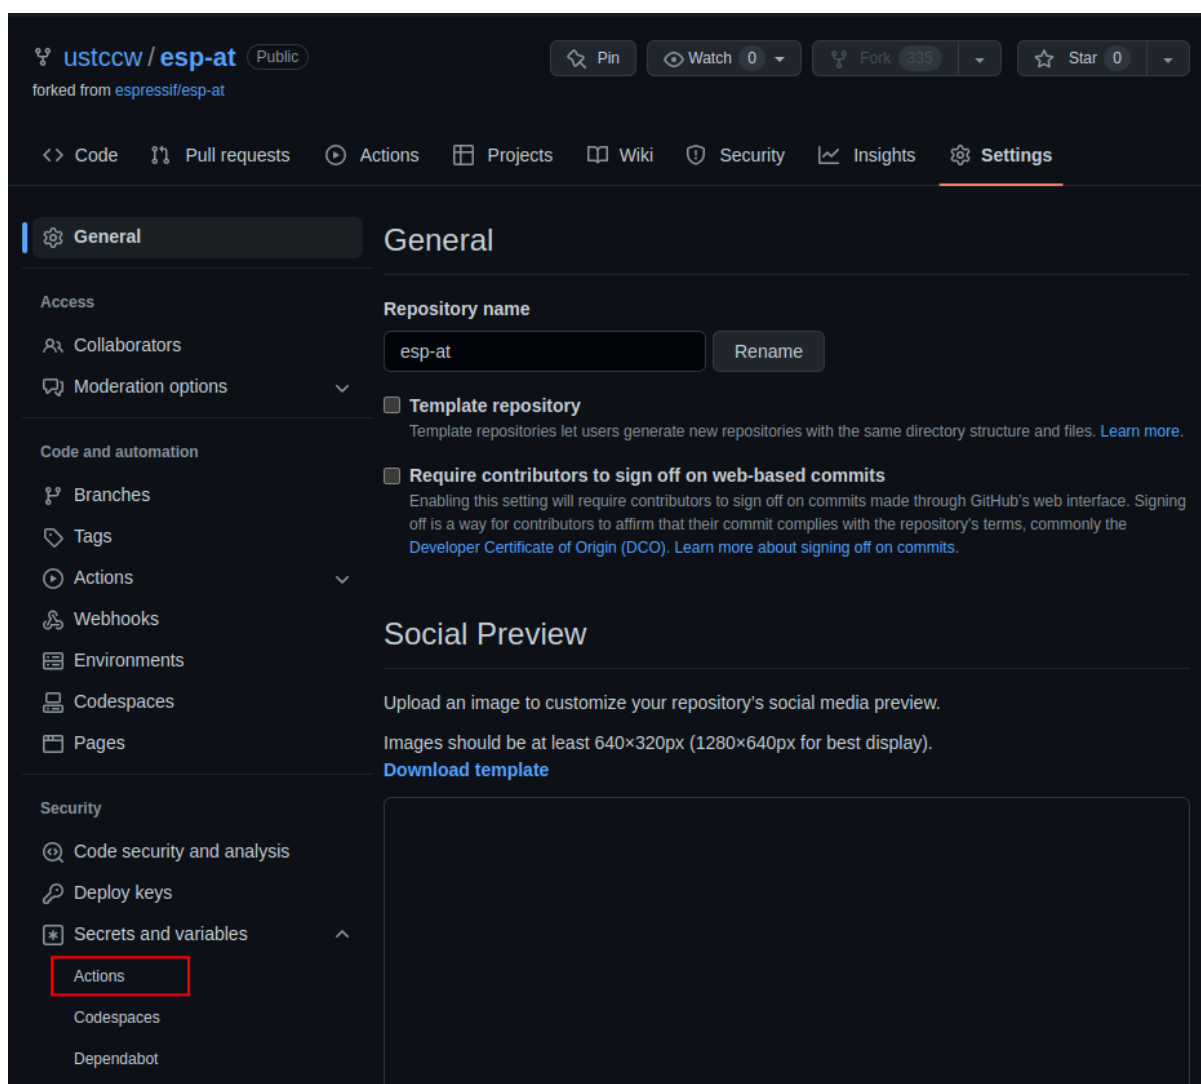 ustccw / esp-at Public
Pin
Watch 0
Fork 335
Star 0
forked from espressif/esp-at
Code
Pull requests
Actions
Projects
Wiki
Security
Insights
Settings
General
Access
Collaborators
Moderation options
Code and automation
Branches
Tags
Actions
Webhooks
Environments
Codespaces
Pages
Security
Code security and analysis
Deploy keys
Secrets and variables
Actions
Codespaces
Dependabot
General
Repository name
esp-at
Rename
Template repository
Template repositories let users generate new repositories with the same directory structure and files. Learn more.
Require contributors to sign off on web-based commits
Enabling this setting will require contributors to sign off on commits made through GitHub's web interface. Signing
off is a way for contributors to affirm that their commit complies with the repository's terms, commonly the
Developer Certificate of Origin (DCO). Learn more about signing off on commits.
Social Preview
Upload an image to customize your repository's social media preview.
Images should be at least 640×320px (1280×640px for best display).
Download template